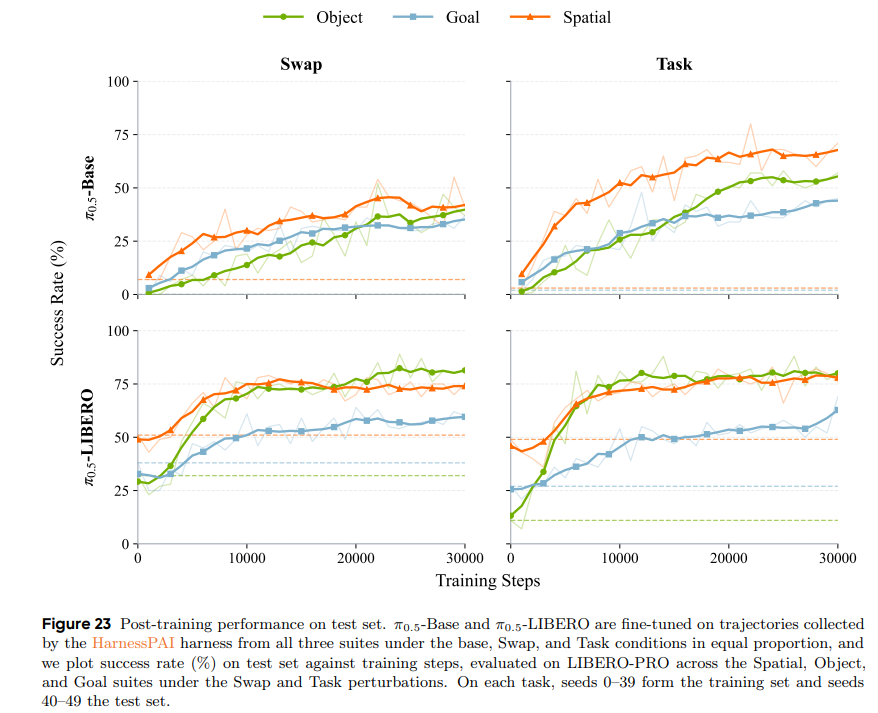 Object Goal Spatial
Swap Task
Success Rate (%)
π0.5-Base
100
75
50
25
0
π0.5-LIBERO
100
75
50
25
0
0 10000 20000 30000 0 10000 20000 30000
Training Steps
Figure 23 Post-training performance on test set. π0.5-Base and π0.5-LIBERO are fine-tuned on trajectories collected
by the HarnessPAI harness from all three suites under the base, Swap, and Task conditions in equal proportion, and
we plot success rate (%) on test set against training steps, evaluated on LIBERO-PRO across the Spatial, Object,
and Goal suites under the Swap and Task perturbations. On each task, seeds 0–39 form the training set and seeds
40–49 the test set.